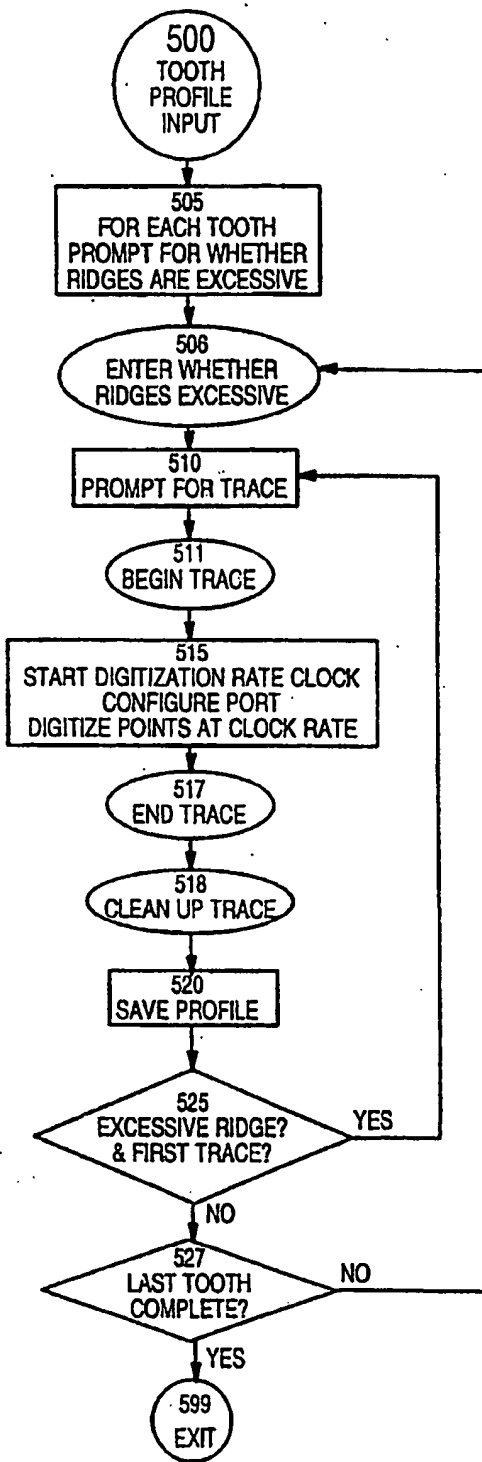 500
TOOTH
PROFILE
INPUT
505
FOR EACH TOOTH
PROMPT FOR WHETHER
RIDGES ARE EXCESSIVE
506
ENTER WHETHER
RIDGES EXCESSIVE
510
PROMPT FOR TRACE
511
BEGIN TRACE
515
START DIGITIZATION RATE CLOCK
CONFIGURE PORT
DIGITIZE POINTS AT CLOCK RATE
517
END TRACE
518
CLEAN UP TRACE
520
SAVE PROFILE
525
EXCESSIVE RIDGE?
& FIRST TRACE?
YES
NO
527
LAST TOOTH
COMPLETE?
NO
YES
599
EXIT